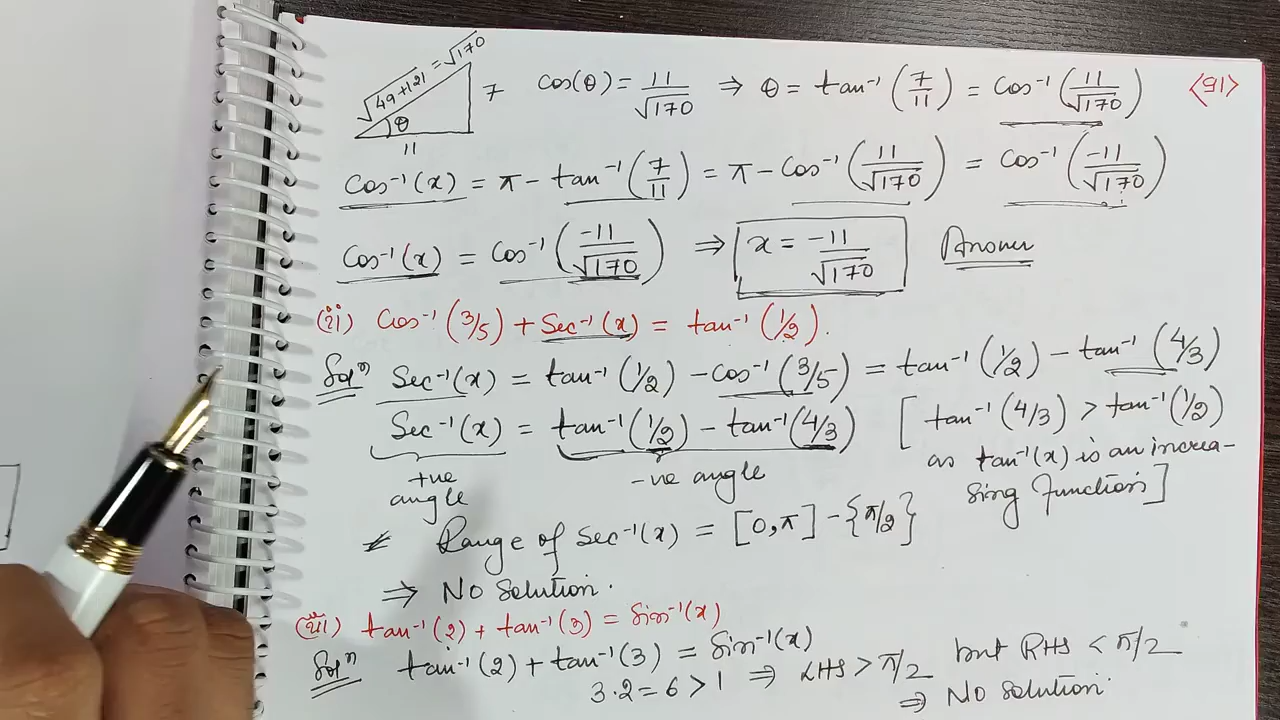 √49+121 = √170
7
θ
11
cos(θ) = 11/√170 ⇒ θ = tan⁻¹(7/11) = cos⁻¹(11/√170)
<91>
cos⁻¹(x) = π - tan⁻¹(7/11) = π - cos⁻¹(11/√170) = cos⁻¹(-11/√170)
cos⁻¹(x) = cos⁻¹(-11/√170) ⇒ x = -11/√170 Answer
(ii) cos⁻¹(3/5) + Sec⁻¹(x) = tan⁻¹(1/2).
Solⁿ Sec⁻¹(x) = tan⁻¹(1/2) - cos⁻¹(3/5) = tan⁻¹(1/2) - tan⁻¹(4/3)
Sec⁻¹(x) = tan⁻¹(1/2) - tan⁻¹(4/3) [tan⁻¹(4/3) > tan⁻¹(1/2)
as tan⁻¹(x) is an increa-
sing function]
+ve angle
-ve angle
Range of sec⁻¹(x) = [0,π] - {π/2}
⇒ No Solution.
(iii) tan⁻¹(2) + tan⁻¹(3) = Sin⁻¹(x)
Solⁿ tan⁻¹(2) + tan⁻¹(3) = Sin⁻¹(x)
3·2 = 6 > 1 ⇒ LHS > π/2 but RHS < π/2
⇒ No Solution.